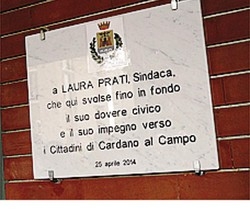 a LAURA PRATI, Sindaca,
che qui svolse fino in fondo
il suo dovere civico
e il suo impegno verso
i Cittadini di Cardano al Campo
25 aprile 2014